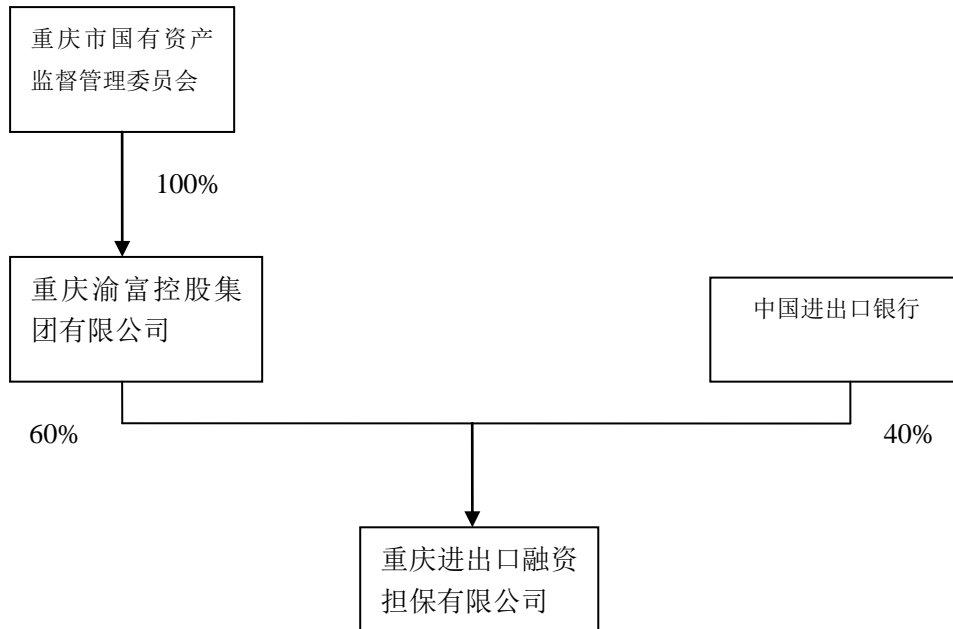 重庆市国有资产
监督管理委员会
100%
重庆渝富控股集
团有限公司
中国进出口银行
60%
40%
重庆进出口融资
担保有限公司